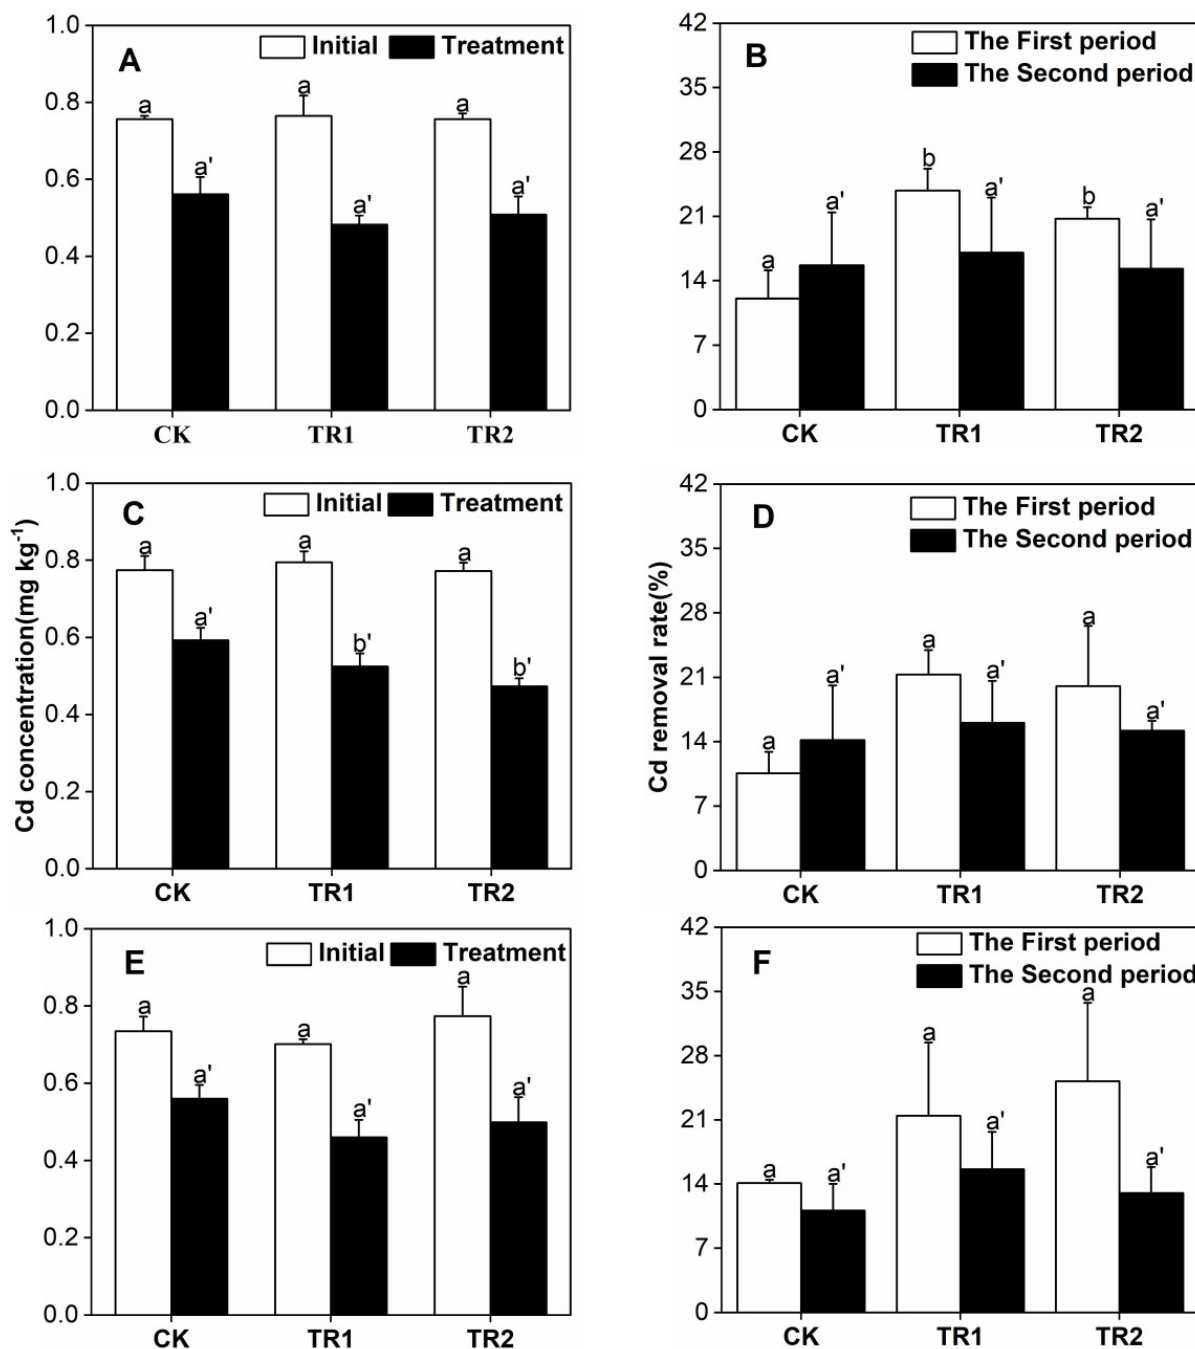 A
Initial Treatment
1.0
0.8
0.6
0.4
0.2
0.0
a a' a a' a a'
CK TR1 TR2
B
The First period
The Second period
42
35
28
21
14
7
0
a a' b a' b a'
CK TR1 TR2
Cd concentration(mg kg-1)
C
Initial Treatment
1.0
0.8
0.6
0.4
0.2
0.0
a a' a b' a b'
CK TR1 TR2
Cd removal rate(%)
D
The First period
The Second period
42
35
28
21
14
7
0
a a' a a' a a'
CK TR1 TR2
E
Initial Treatment
1.0
0.8
0.6
0.4
0.2
0.0
a a' a a' a a'
CK TR1 TR2
F
The First period
The Second period
42
35
28
21
14
7
0
a a' a a' a a'
CK TR1 TR2